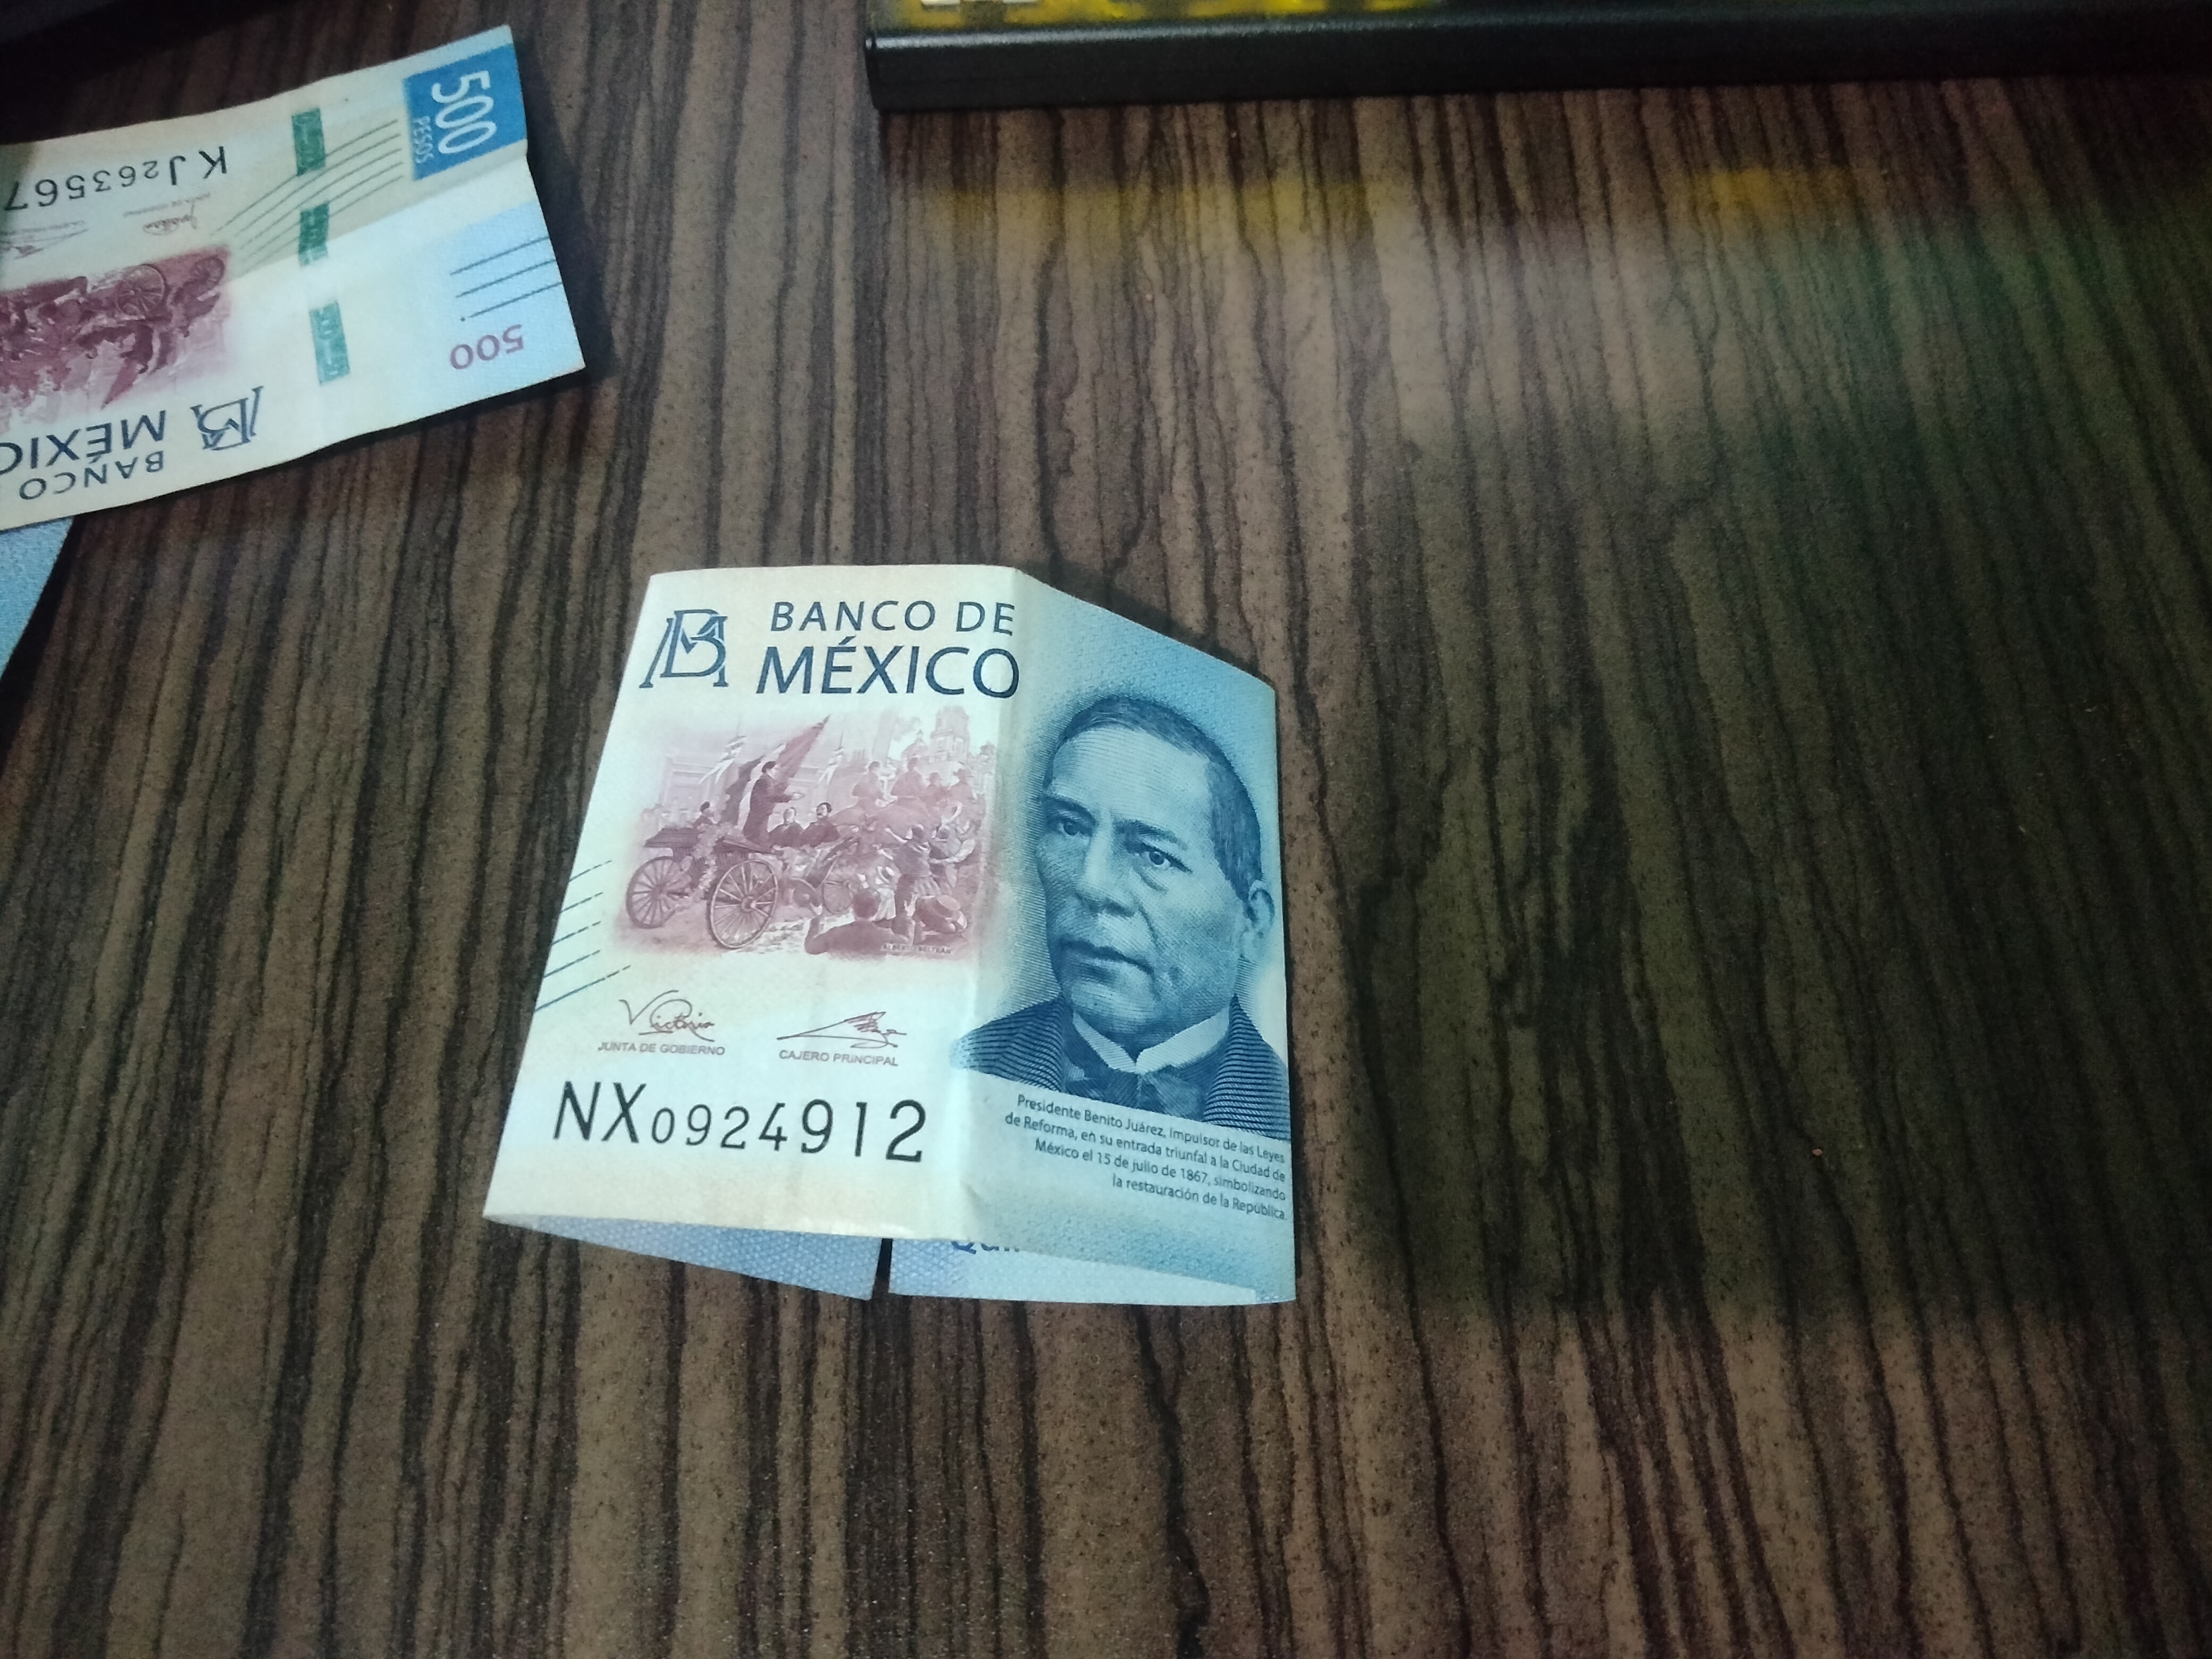 500
PESOS
KJ263567
500
BANCO
MÉXIC
BM
BANCO DE
MÉXICO
JUNTA DE GOBIERNO
CAJERO PRINCIPAL
NX0924912
Presidente Benito Juárez, impulsor de las Leyes
de Reforma, en su entrada triunfal a la Ciudad de
México el 15 de julio de 1867, simbolizando
la restauración de la República.